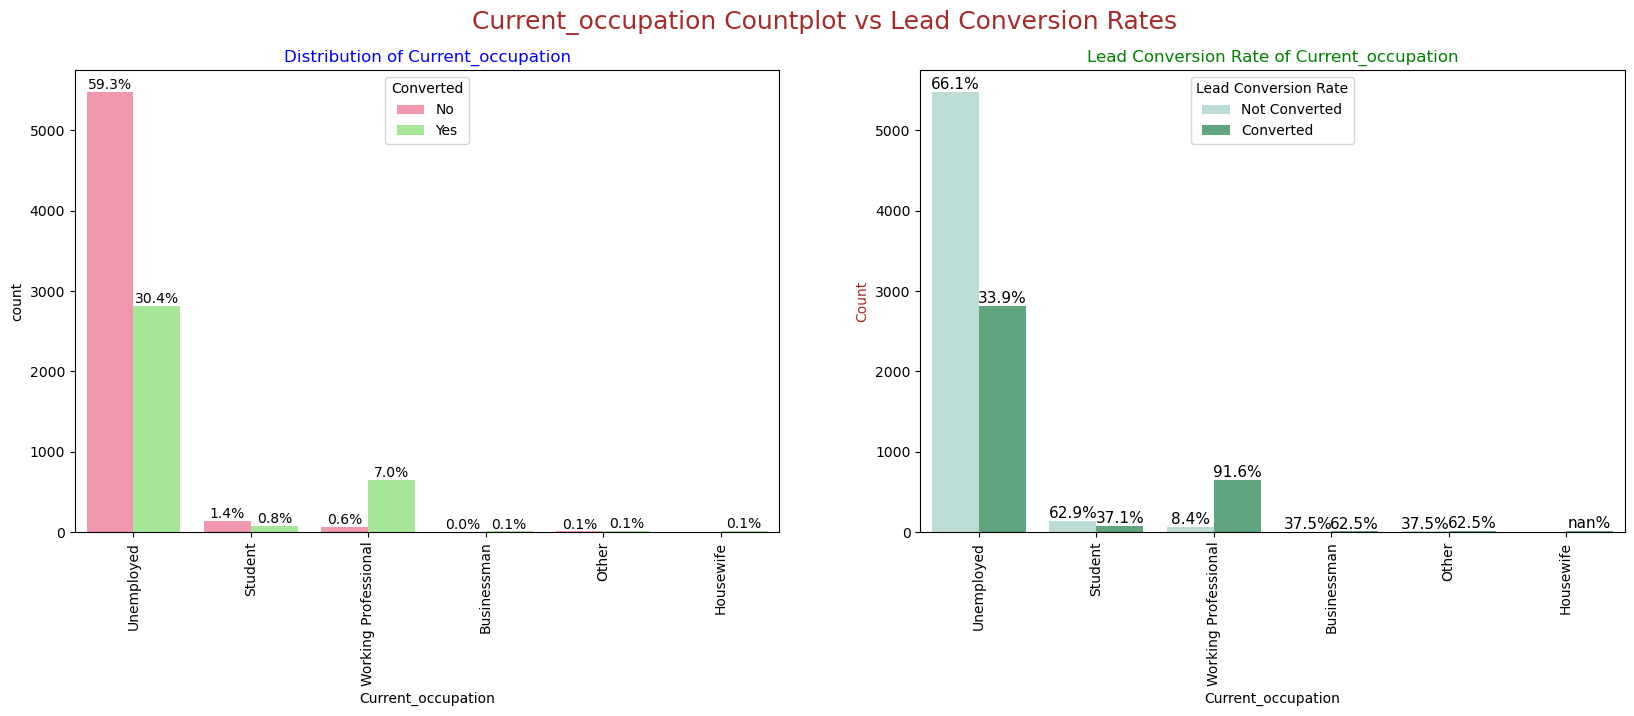 Current_occupation Countplot vs Lead Conversion Rates
Distribution of Current_occupation
59.3%
Converted
No
Yes
5000
4000
3000
2000
1000
0
count
30.4%
1.4%
0.8%
0.6%
7.0%
0.0%
0.1%
0.1%
0.1%
0.1%
Unemployed
Student
Working Professional
Businessman
Other
Housewife
Current_occupation
Lead Conversion Rate of Current_occupation
66.1%
Lead Conversion Rate
Not Converted
Converted
5000
4000
3000
2000
1000
0
Count
33.9%
62.9%
37.1%
8.4%
91.6%
37.5%
62.5%
37.5%
62.5%
nan%
Unemployed
Student
Working Professional
Businessman
Other
Housewife
Current_occupation